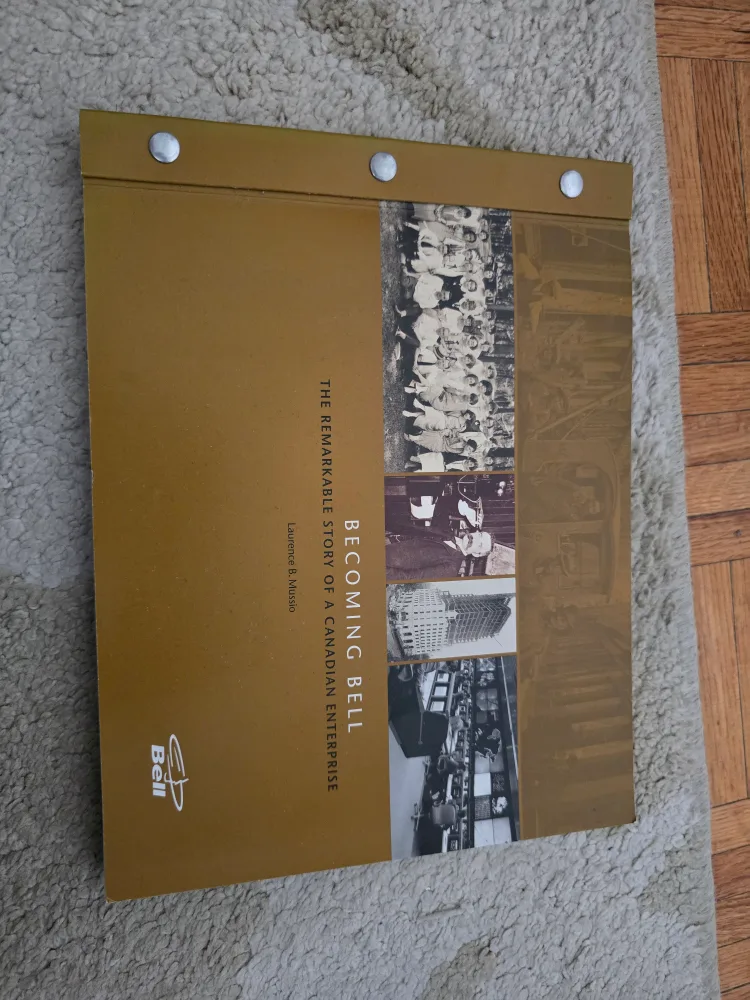 BECOMING BELL
THE REMARKABLE STORY OF A CANADIAN ENTERPRISE
Laurence B. Mussio
Bell